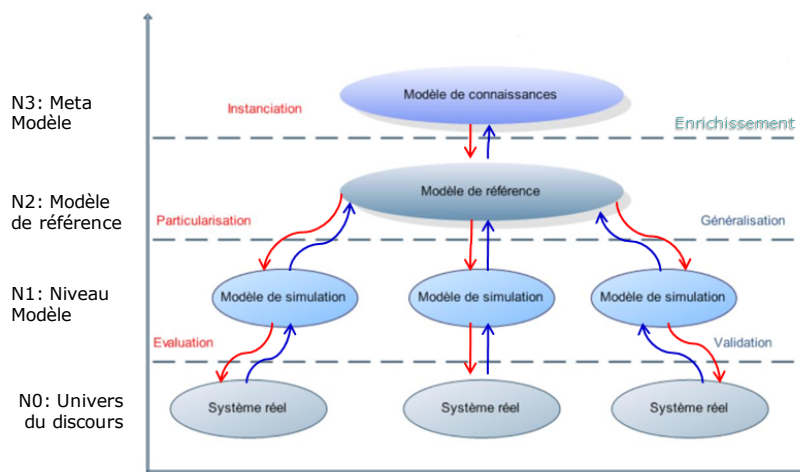 N3: Meta
Modèle
Instanciation
Modèle de connaissances
Enrichissement
N2: Modèle
de référence
Modèle de référence
Particularisation
Généralisation
N1: Niveau
Modèle
Modèle de simulation
Modèle de simulation
Modèle de simulation
Evaluation
Validation
N0: Univers
du discours
Système réel
Système réel
Système réel